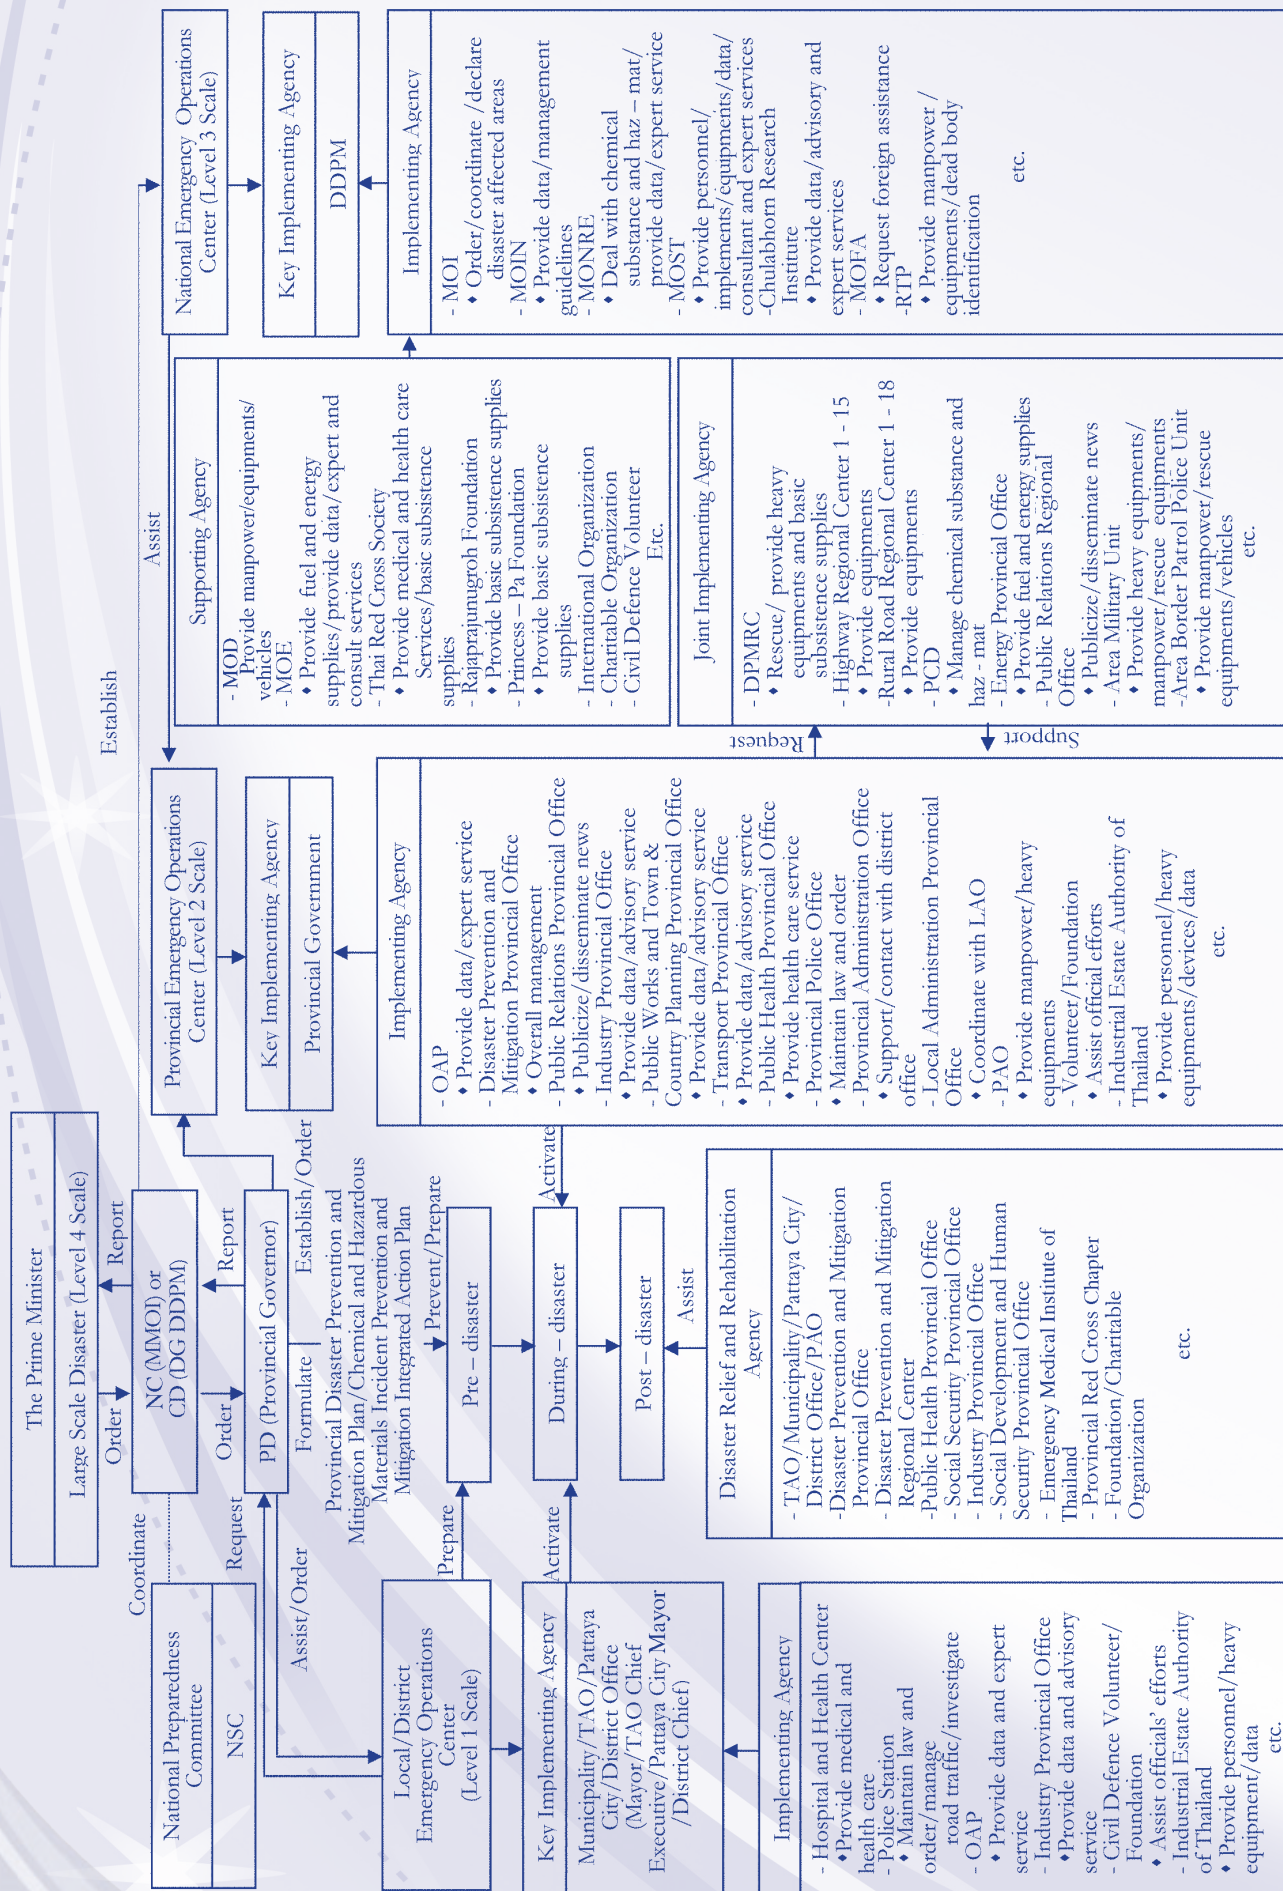 The Prime Minister
Large Scale Disaster (Level 4 Scale)
Order
Report
National Preparedness
Committee
NSC
Coordinate
NC (MMOI) or
CD (DG DDPM)
Order
Report
PD (Provincial Governor)
Request
Assist/Order
Formulate
Establish/Order
Provincial Disaster Prevention and
Mitigation Plan/Chemical and Hazardous
Materials Incident Prevention and
Mitigation Integrated Action Plan
Prevent/Prepare
Establish
Assist
Provincial Emergency Operations
Center (Level 2 Scale)
Key Implementing Agency
Provincial Government
National Emergency Operations
Center (Level 3 Scale)
Key Implementing Agency
DDPM
Local/District
Emergency Operations
Center
(Level 1 Scale)
Prepare
Pre – disaster
Key Implementing Agency
Municipality/TAO/Pattaya
City/District Office
(Mayor/TAO Chief
Executive/Pattaya City Mayor
/District Chief)
Activate
During – disaster
Activate
Post – disaster
Assist
Implementing Agency
- Hospital and Health Center
♦Provide medical and
health care
- Police Station
♦ Maintain law and
order/manage
road traffic/investigate
- OAP
♦ Provide data and expert
service
- Industry Provincial Office
♦Provide data and advisory
service
- Civil Defence Volunteer/
Foundation
♦ Assist officials' efforts
- Industrial Estate Authority
of Thailand
♦ Provide personnel/heavy
equipment/data
etc.
Disaster Relief and Rehabilitation
Agency
- TAO/Municipality/Pattay City/
District Office/PAO
-Disaster Prevention and Mitigation
Provincial Office
- Disaster Prevention and Mitigation
Regional Center
-Public Health Provincial Office
- Social Security Provincial Office
- Industry Provincial Office
- Social Development and Human
Security Provincial Office
- Emergency Medical Institute of
Thailand
- Provincial Red Cross Chapter
- Foundation/Charitable
Organization
etc.
Implementing Agency
- OAP
♦ Provide data/expert service
- Disaster Prevention and
Mitigation Provincial Office
♦ Overall management
- Public Relations Provincial Office
♦ Publicize/disseminate news
- Industry Provincial Office
♦ Provide data/advisory service
- Public Works and Town &
Country Planning Provincial Office
♦ Provide data/advisory service
- Transport Provincial Office
♦ Provide data/advisory service
- Public Health Provincial Office
♦ Provide health care service
- Provincial Police Office
♦ Maintain law and order
- Provincial Administration Office
♦ Support/contact with district
office
- Local Administration Provincial
Office
♦ Coordinate with LAO
- PAO
♦ Provide manpower/heavy
equipments
- Volunteer/Foundation
♦ Assist official efforts
- Industrial Estate Authority of
Thailand
♦ Provide personnel/heavy
equipments/devices/data
etc.
Request
Support
Supporting Agency
- MOD
Provide manpower/equipments/
vehicles
- MOE
♦ Provide fuel and energy
supplies/provide data/expert and
consult services
- Thai Red Cross Society
♦ Provide medical and health care
Services/basic subsistence
supplies
- Rajaprajunugroh Foundation
♦ Provide basic subsistence supplies
- Princess – Pa Foundation
♦ Provide basic subsistence
supplies
- International Organization
- Charitable Organization
- Civil Defence Volunteer
Etc.
Joint Implementing Agency
- DPMRC
♦ Rescue/ provide heavy
equipments and basic
subsistence supplies
- Highway Regional Center 1 - 15
♦ Provide equipments
-Rural Road Regional Center 1 - 18
♦ Provide equipments
- PCD
♦ Manage chemical substance and
haz - mat
- Energy Provincial Office
♦ Provide fuel and energy supplies
- Public Relations Regional
Office
♦ Publicize/disseminate news
- Area Military Unit
♦ Provide heavy equipments/
manpower/rescue equipments
-Area Border Patrol Police Unit
♦ Provide manpower/rescue
equipments/vehicles
etc.
Implementing Agency
- MOI
♦ Order/coordinate /declare
disaster affected areas
- MOIN
♦ Provide data/management
guidelines
- MONRE
♦ Deal with chemical
substance and haz – mat/
provide data/expert service
- MOST
♦ Provide personnel/
implements/equipments/data/
consultant and expert services
-Chulabhorn Research
Institute
♦ Provide data/advisory and
expert services
- MOFA
♦ Request foreign assistance
-RTP
♦ Provide manpower /
equipments/dead body
identification
etc.